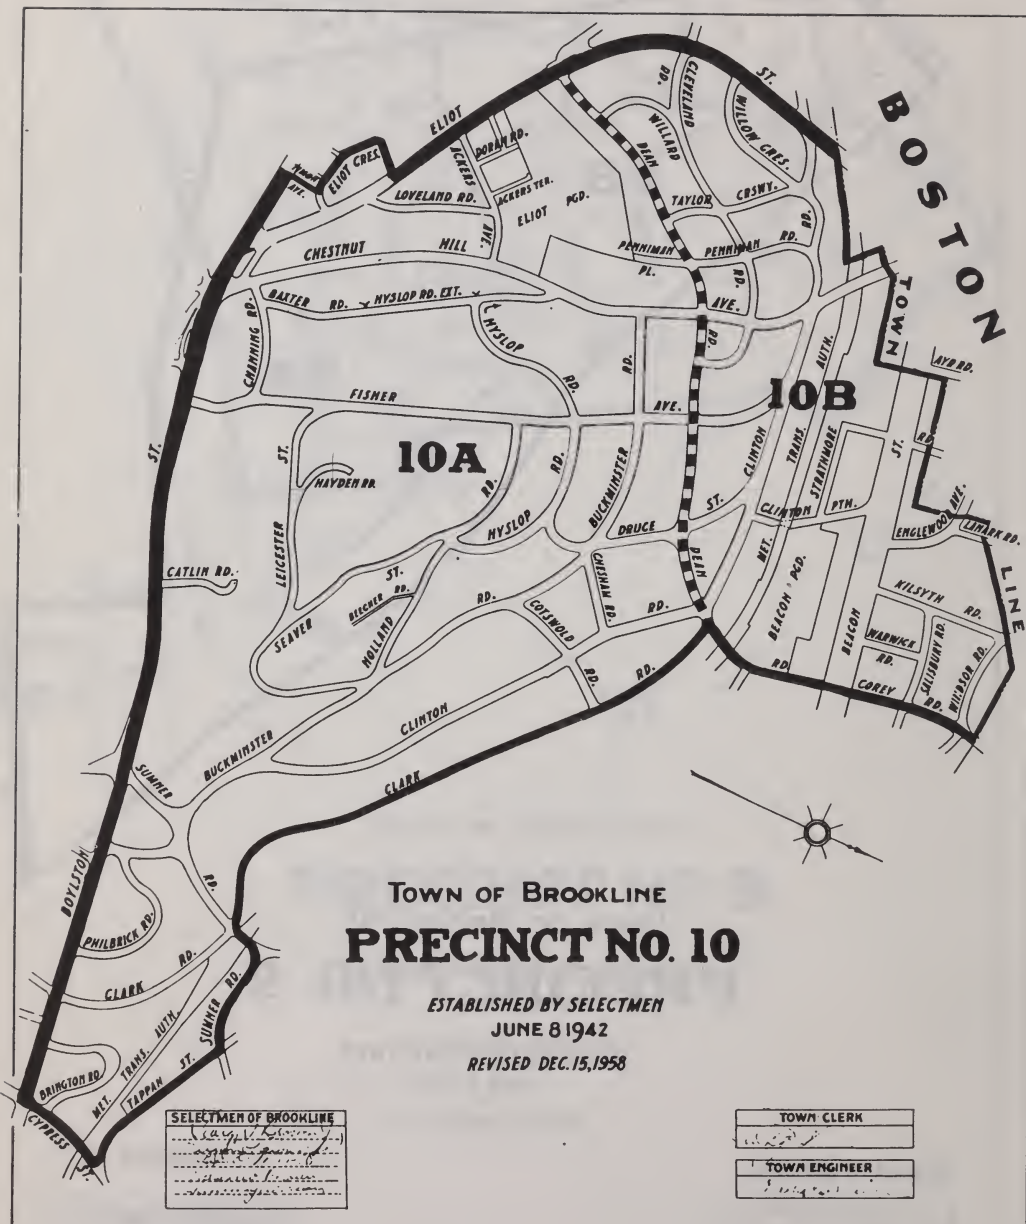 BOSTON
TOWN
LINE
ELIOT
ST.
AVE.
ELIOT CRES.
ACKERS
AVE.
DORAN RD.
LOVELAND RD.
ACKERS TER.
ELIOT PGD.
DEAN
WILLARD
RD.
CLEVELAND
WILLOW CRES.
RD.
TAYLOR CRSWY.
CHESTNUT HILL
AVE.
PENNIMAN
PL.
PENNIMAN RD.
RD.
RD.
BAXTER RD.
HYSLOP RD. EXT.
CHANNING RD.
HYSLOP
RD.
RD.
FISHER
AVE.
10A
10B
AUTH.
TRANS.
MET.
AYR RD.
ST.
RD.
LEICESTER
ST.
HAYDEN RD.
RD.
HYSLOP
RD.
BUCKMINSTER
DRUCE
ST.
CLINTON
STRATHMORE
CLINTON PTH.
ENGLEWOOD AVE.
LANARK RD.
CATLIN RD.
SEAVER
ST.
BEECHER RD.
HOLLAND
RD.
CHESHAM RD.
COTSWOLD
RD.
RD.
DEAN
RD.
BEACON PGD.
BEACON
KILSYTH
RD.
WARWICK
RD.
SALISBURY RD.
WINDSOR RD.
COREY
RD.
CLINTON
RD.
CLARK
SUMNER
BUCKMINSTER
RD.
BOYLSTON
ST.
PHILBRICK RD.
CLARK
RD.
MET. TRANS. AUTH.
SUMNER RD.
TAPPAN ST.
BRINGTON RD
CYPRESS
ST.
TOWN OF BROOKLINE
PRECINCT NO. 10
ESTABLISHED BY SELECTMEN
JUNE 8 1942
REVISED DEC. 15, 1958
SELECTMEN OF BROOKLINE
TOWN CLERK
TOWN ENGINEER